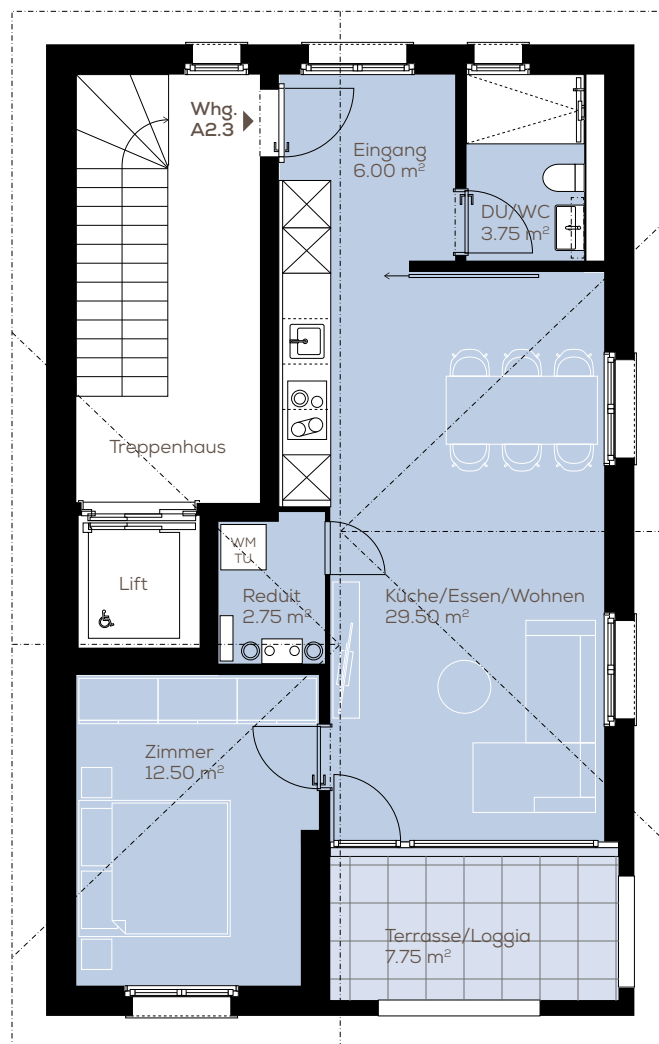 Whg.
A2.3
Eingang
6.00 m²
DU/WC
3.75 m²
Treppenhaus
WM
TU
Lift
Reduit
2.75 m²
Küche/Essen/Wohnen
29.50 m²
Zimmer
12.50 m²
Terrasse/Loggia
7.75 m²